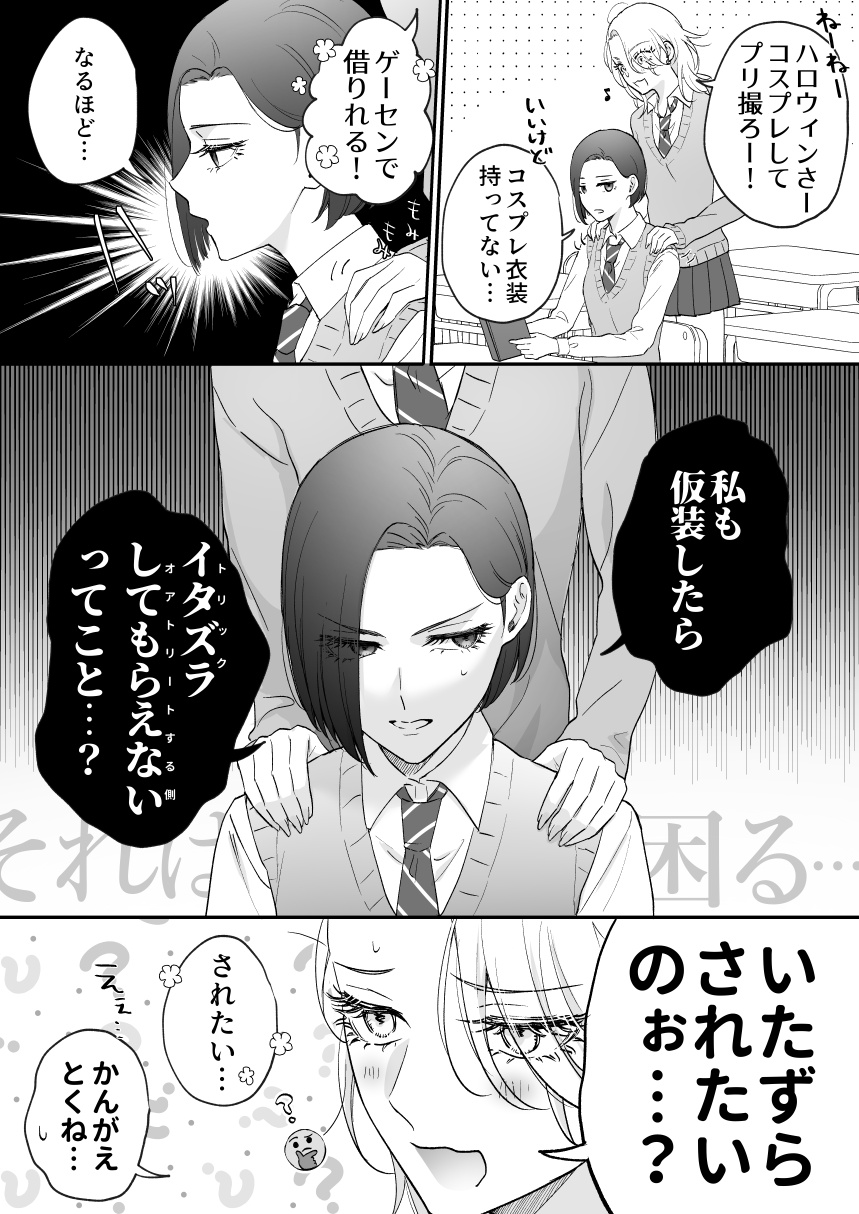 ねーねー
ハロウィンさー
コスプレして
プリ撮ろー！
♪
いいけど
コスプレ衣装
持ってない…
ゲーセンで
借りれる！
もみ
もみ
なるほど…
私も
仮装したら
イタズラ
トリック
してもらえない
オアトリートする側
ってこと…？
それは
困る…
いたずら
されたい
のぉ…？
されたい…
ええ…
かんがえ
とくね…